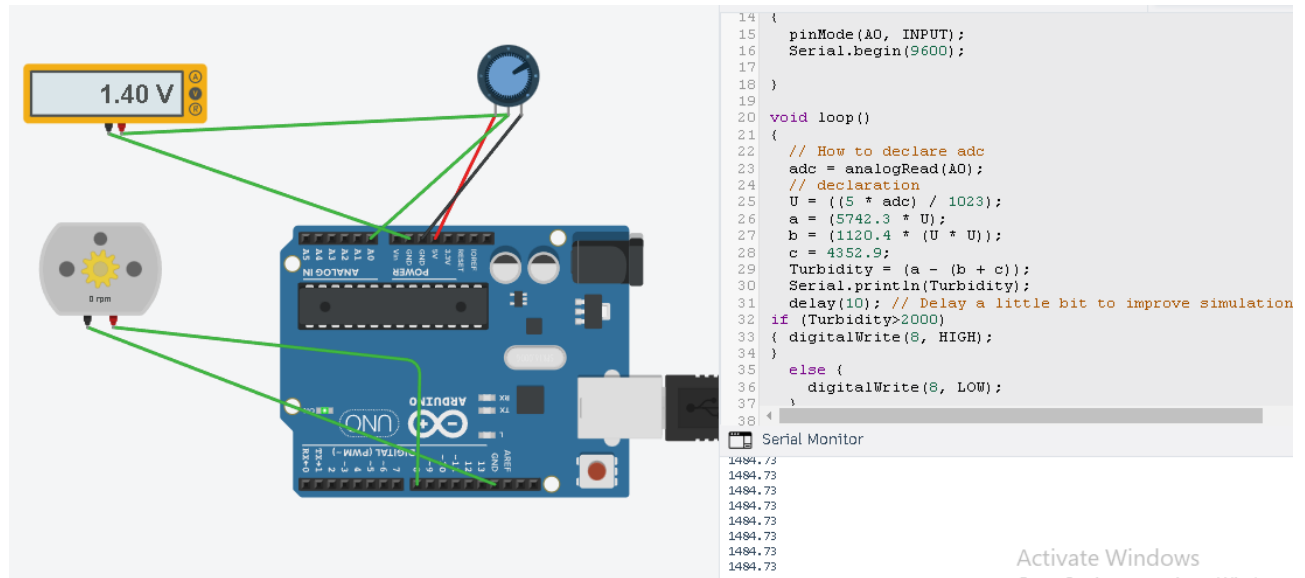 1.40 V
A
V
R
0 rpm
A5
A4
A3
A2
A1
A0
ANALOG IN
Vin
GND
GND
5V
3.3V
RESET
IOREF
POWER
RX
TX
L
ON
ARDUINO
UNO
DIGITAL (PWM~)
AREF
GND
13
12
~11
~10
~9
8
7
~6
~5
4
~3
2
TX→1
RX←0
14 {
15 pinMode(A0, INPUT);
16 Serial.begin(9600);
17
18 }
19
20 void loop()
21 {
22 // How to declare adc
23 adc = analogRead(A0);
24 // declaration
25 U = ((5 * adc) / 1023);
26 a = (5742.3 * U);
27 b = (1120.4 * (U * U));
28 c = 4352.9;
29 Turbidity = (a - (b + c));
30 Serial.println(Turbidity);
31 delay(10); // Delay a little bit to improve simulation
32 if (Turbidity>2000)
33 { digitalWrite(8, HIGH);
34 }
35 else {
36 digitalWrite(8, LOW);
37 }
38
Serial Monitor
1484.73
1484.73
1484.73
1484.73
1484.73
1484.73
1484.73
1484.73
Activate Windows